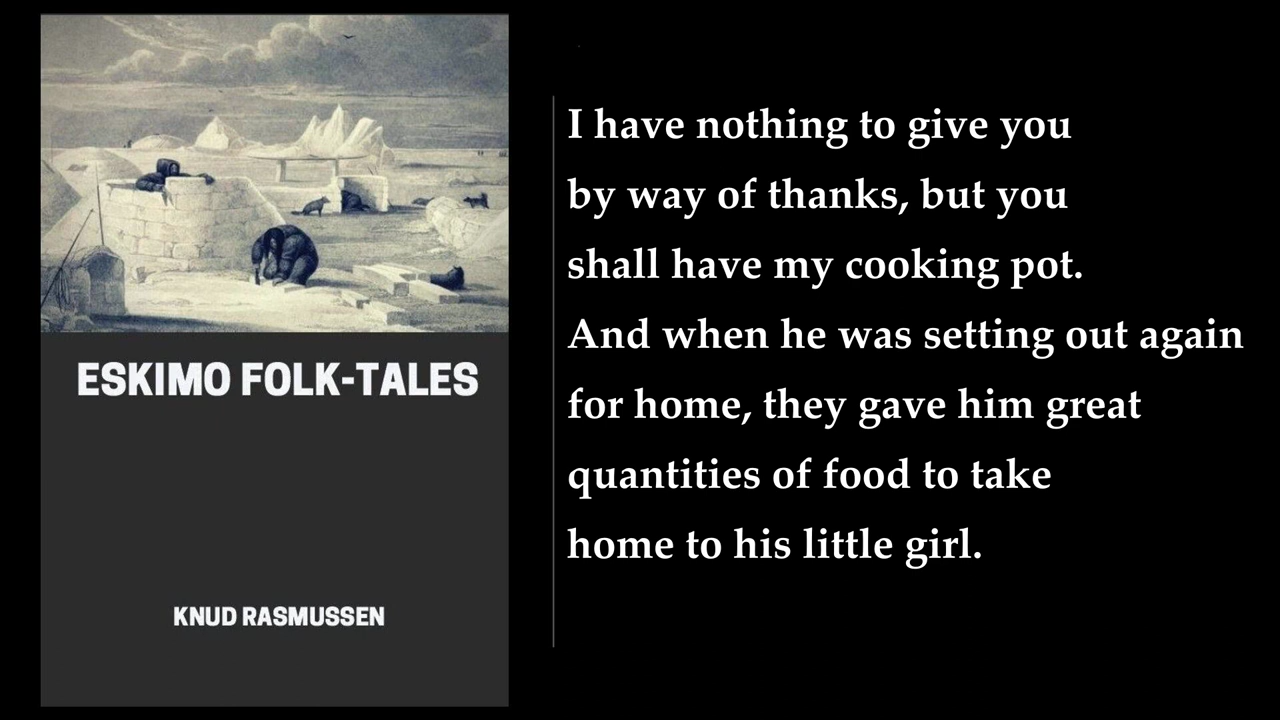 ESKIMO FOLK-TALES
KNUD RASMUSSEN
I have nothing to give you
by way of thanks, but you
shall have my cooking pot.
And when he was setting out again
for home, they gave him great
quantities of food to take
home to his little girl.